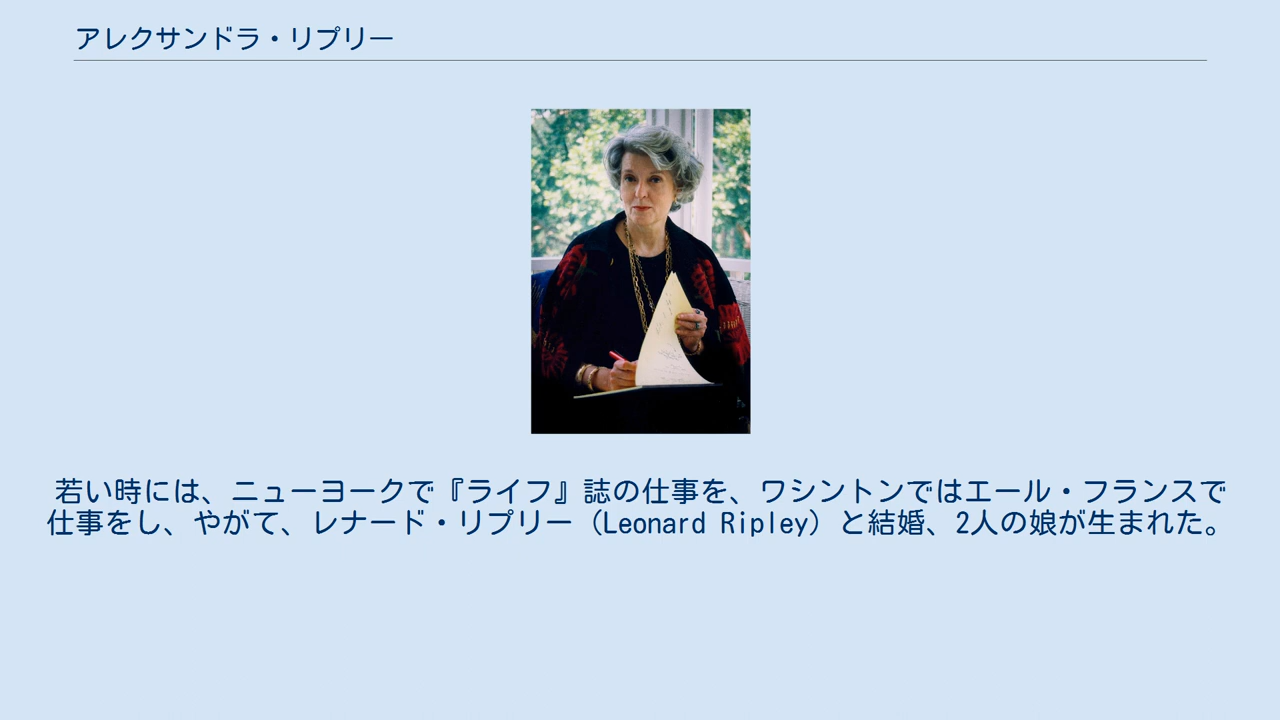 アレクサンドラ・リプリー
若い時には、ニューヨークで『ライフ』誌の仕事を、ワシントンではエール・フランスで
仕事をし、やがて、レナード・リプリー（Leonard Ripley）と結婚、2人の娘が生まれた。